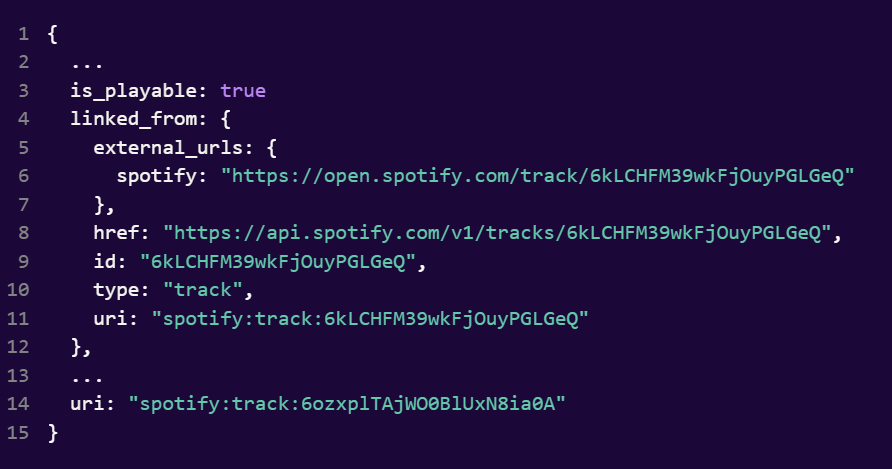 1 {
2 ...
3 is_playable: true
4 linked_from: {
5 external_urls: {
6 spotify: "https://open.spotify.com/track/6kLCHFM39wkFjOuyPGLGeQ"
7 },
8 href: "https://api.spotify.com/v1/tracks/6kLCHFM39wkFjOuyPGLGeQ",
9 id: "6kLCHFM39wkFjOuyPGLGeQ",
10 type: "track",
11 uri: "spotify:track:6kLCHFM39wkFjOuyPGLGeQ"
12 },
13 ...
14 uri: "spotify:track:6ozxplTAjWO0BlUxN8ia0A"
15 }